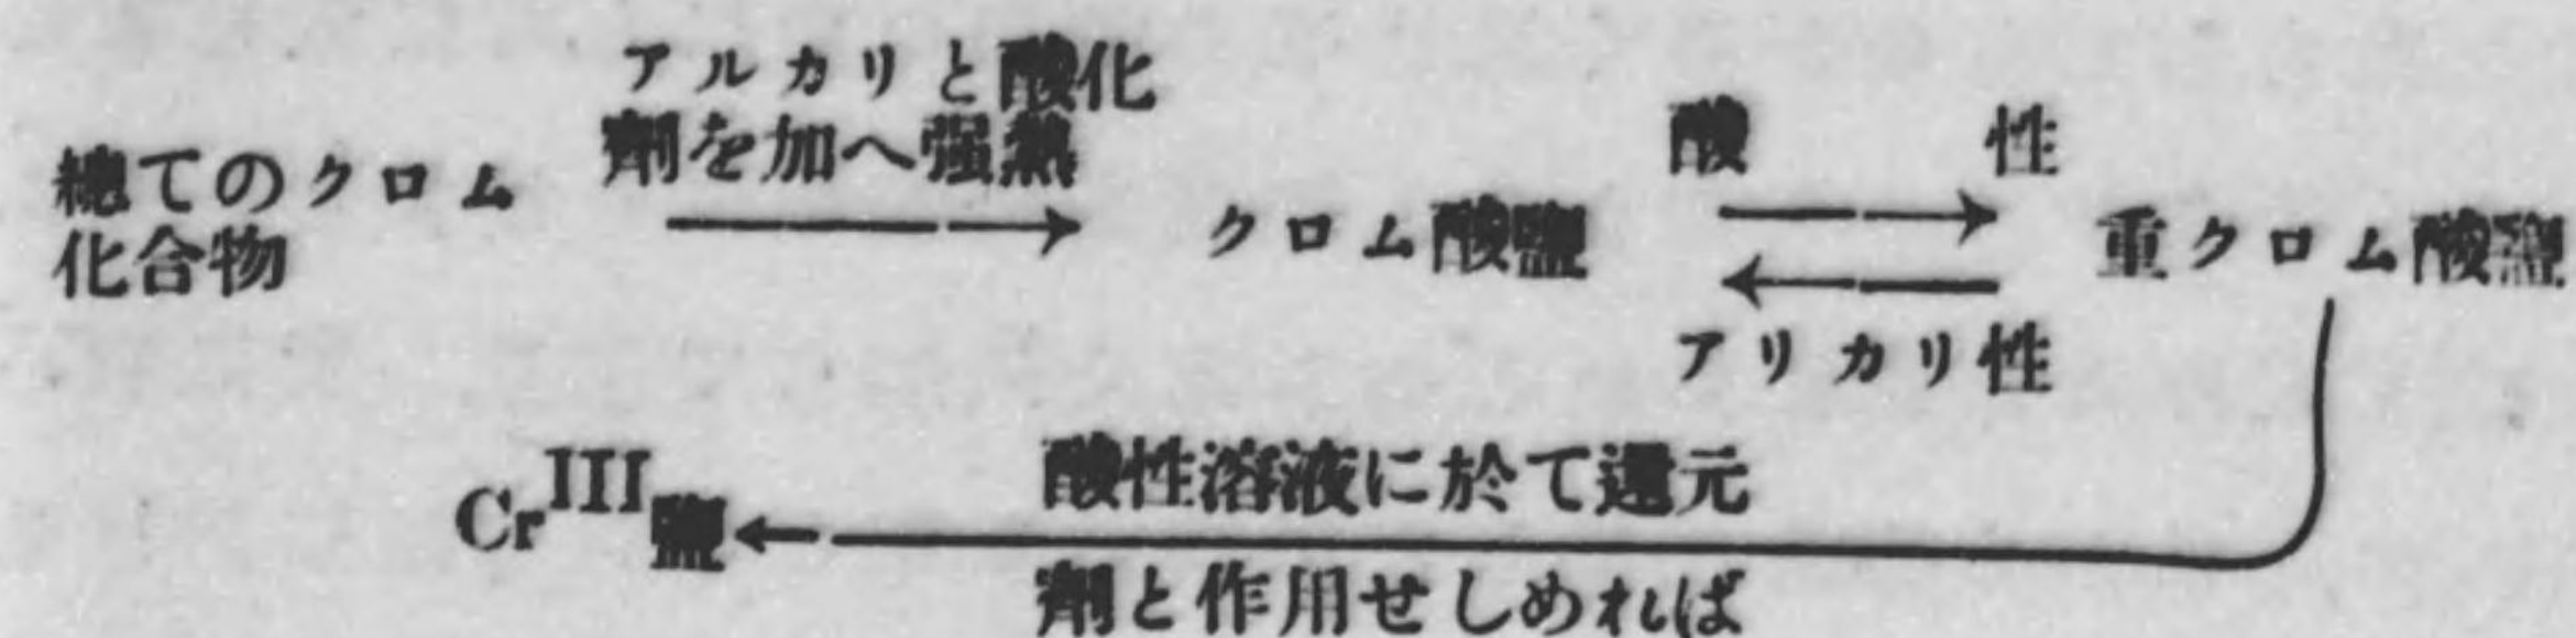 アルカリと酸化
劑を加へ强熱
總てのクロム
化合物
クロム酸鹽
酸性
アリカリ性
重クロム酸鹽
酸性溶液に於て還元
劑と作用せしめれば
CrIII鹽